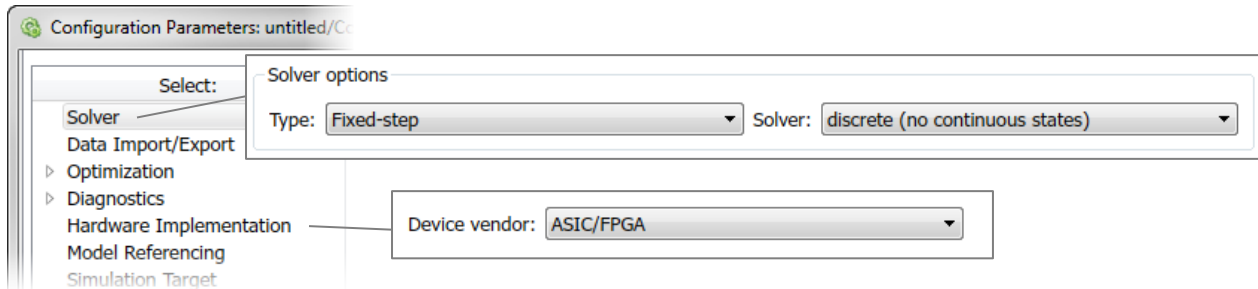 Configuration Parameters: untitled/Co
Select:
Solver options
Solver
Type: Fixed-step Solver: discrete (no continuous states)
Data Import/Export
Optimization
Diagnostics
Hardware Implementation
Device vendor: ASIC/FPGA
Model Referencing
Simulation Target